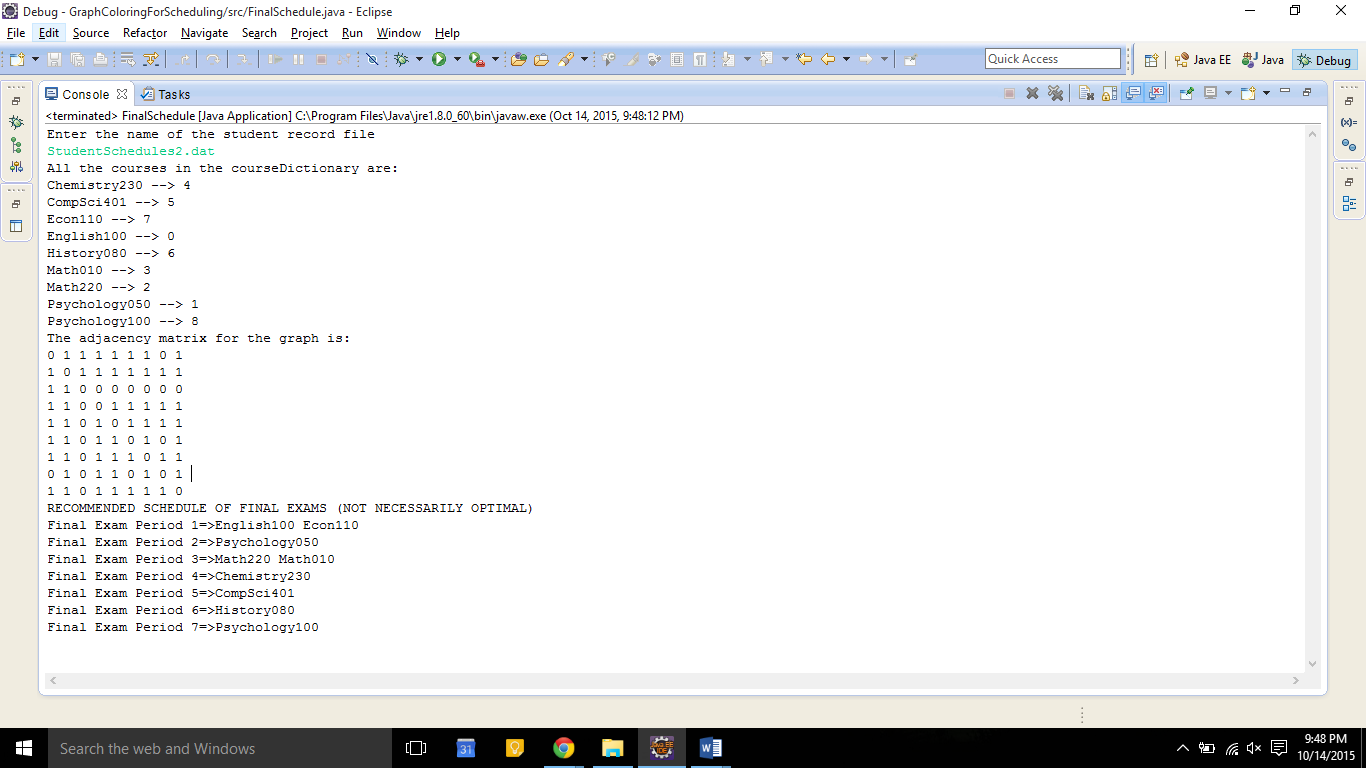 Debug - GraphColoringForScheduling/src/FinalSchedule.java - Eclipse
File Edit Source Refactor Navigate Search Project Run Window Help
Quick Access
Java EE Java Debug
Console Tasks
<terminated> FinalSchedule [Java Application] C:\Program Files\Java\jre1.8.0_60\bin\javaw.exe (Oct 14, 2015, 9:48:12 PM)
Enter the name of the student record file
StudentSchedules2.dat
All the courses in the courseDictionary are:
Chemistry230 --> 4
CompSci401 --> 5
Econ110 --> 7
English100 --> 0
History080 --> 6
Math010 --> 3
Math220 --> 2
Psychology050 --> 1
Psychology100 --> 8
The adjacency matrix for the graph is:
0 1 1 1 1 1 1 0 1
1 0 1 1 1 1 1 1 1
1 1 0 0 0 0 0 0 0
1 1 0 0 1 1 1 1 1
1 1 0 1 0 1 1 1 1
1 1 0 1 1 0 1 0 1
1 1 0 1 1 1 0 1 1
0 1 0 1 1 0 1 0 1
1 1 0 1 1 1 1 1 0
RECOMMENDED SCHEDULE OF FINAL EXAMS (NOT NECESSARILY OPTIMAL)
Final Exam Period 1=>English100 Econ110
Final Exam Period 2=>Psychology050
Final Exam Period 3=>Math220 Math010
Final Exam Period 4=>Chemistry230
Final Exam Period 5=>CompSci401
Final Exam Period 6=>History080
Final Exam Period 7=>Psychology100
Search the web and Windows
31
9:48 PM
10/14/2015